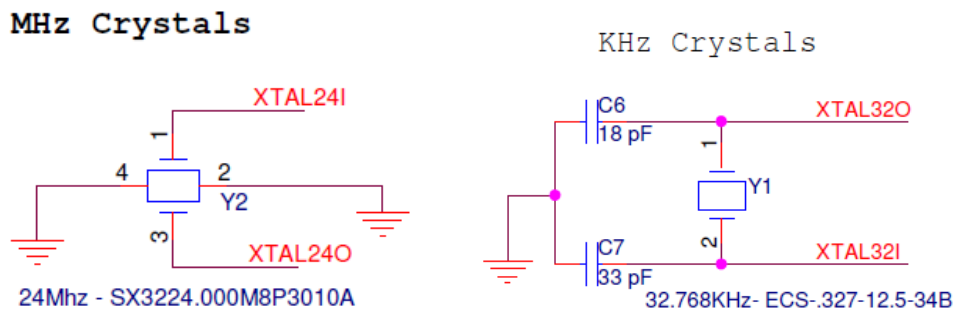 MHz Crystals
XTAL24I
1
4
2
Y2
3
XTAL24O
24Mhz - SX3224.000M8P3010A
KHz Crystals
C6
18 pF
XTAL32O
1
Y1
2
C7
33 pF
XTAL32I
32.768KHz- ECS-.327-12.5-34B